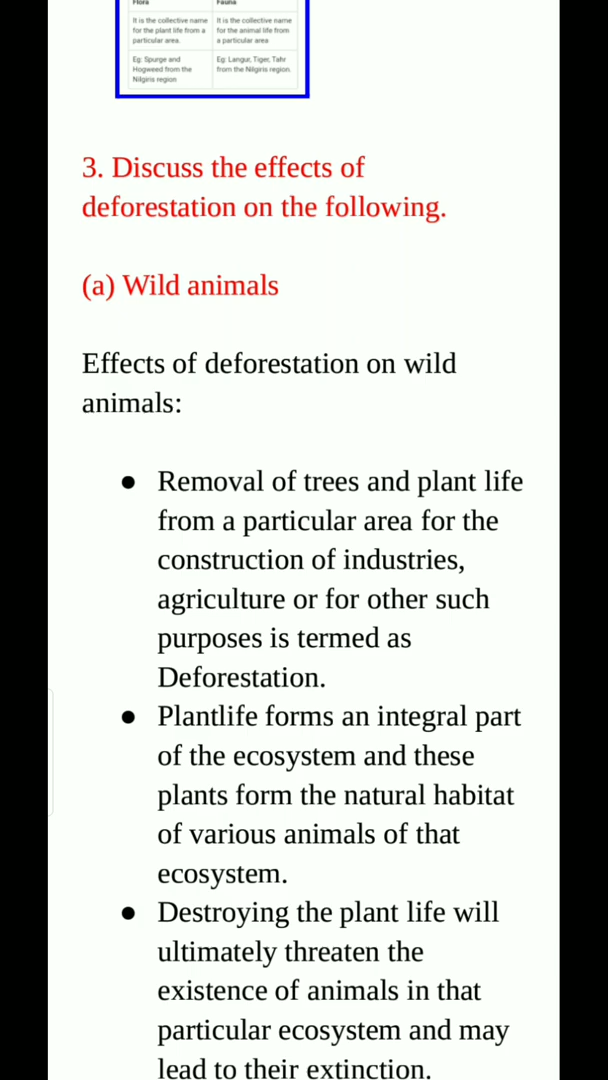 Flora Fauna
It is the collective name It is the collective name
for the plant life from a for the animal life from
particular area. a particular area
Eg: Spurge and Eg: Langur, Tiger, Tahr
Hogweed from the from the Nilgiris region.
Nilgiris region
3. Discuss the effects of
deforestation on the following.
(a) Wild animals
Effects of deforestation on wild
animals:
● Removal of trees and plant life
from a particular area for the
construction of industries,
agriculture or for other such
purposes is termed as
Deforestation.
● Plantlife forms an integral part
of the ecosystem and these
plants form the natural habitat
of various animals of that
ecosystem.
● Destroying the plant life will
ultimately threaten the
existence of animals in that
particular ecosystem and may
lead to their extinction.